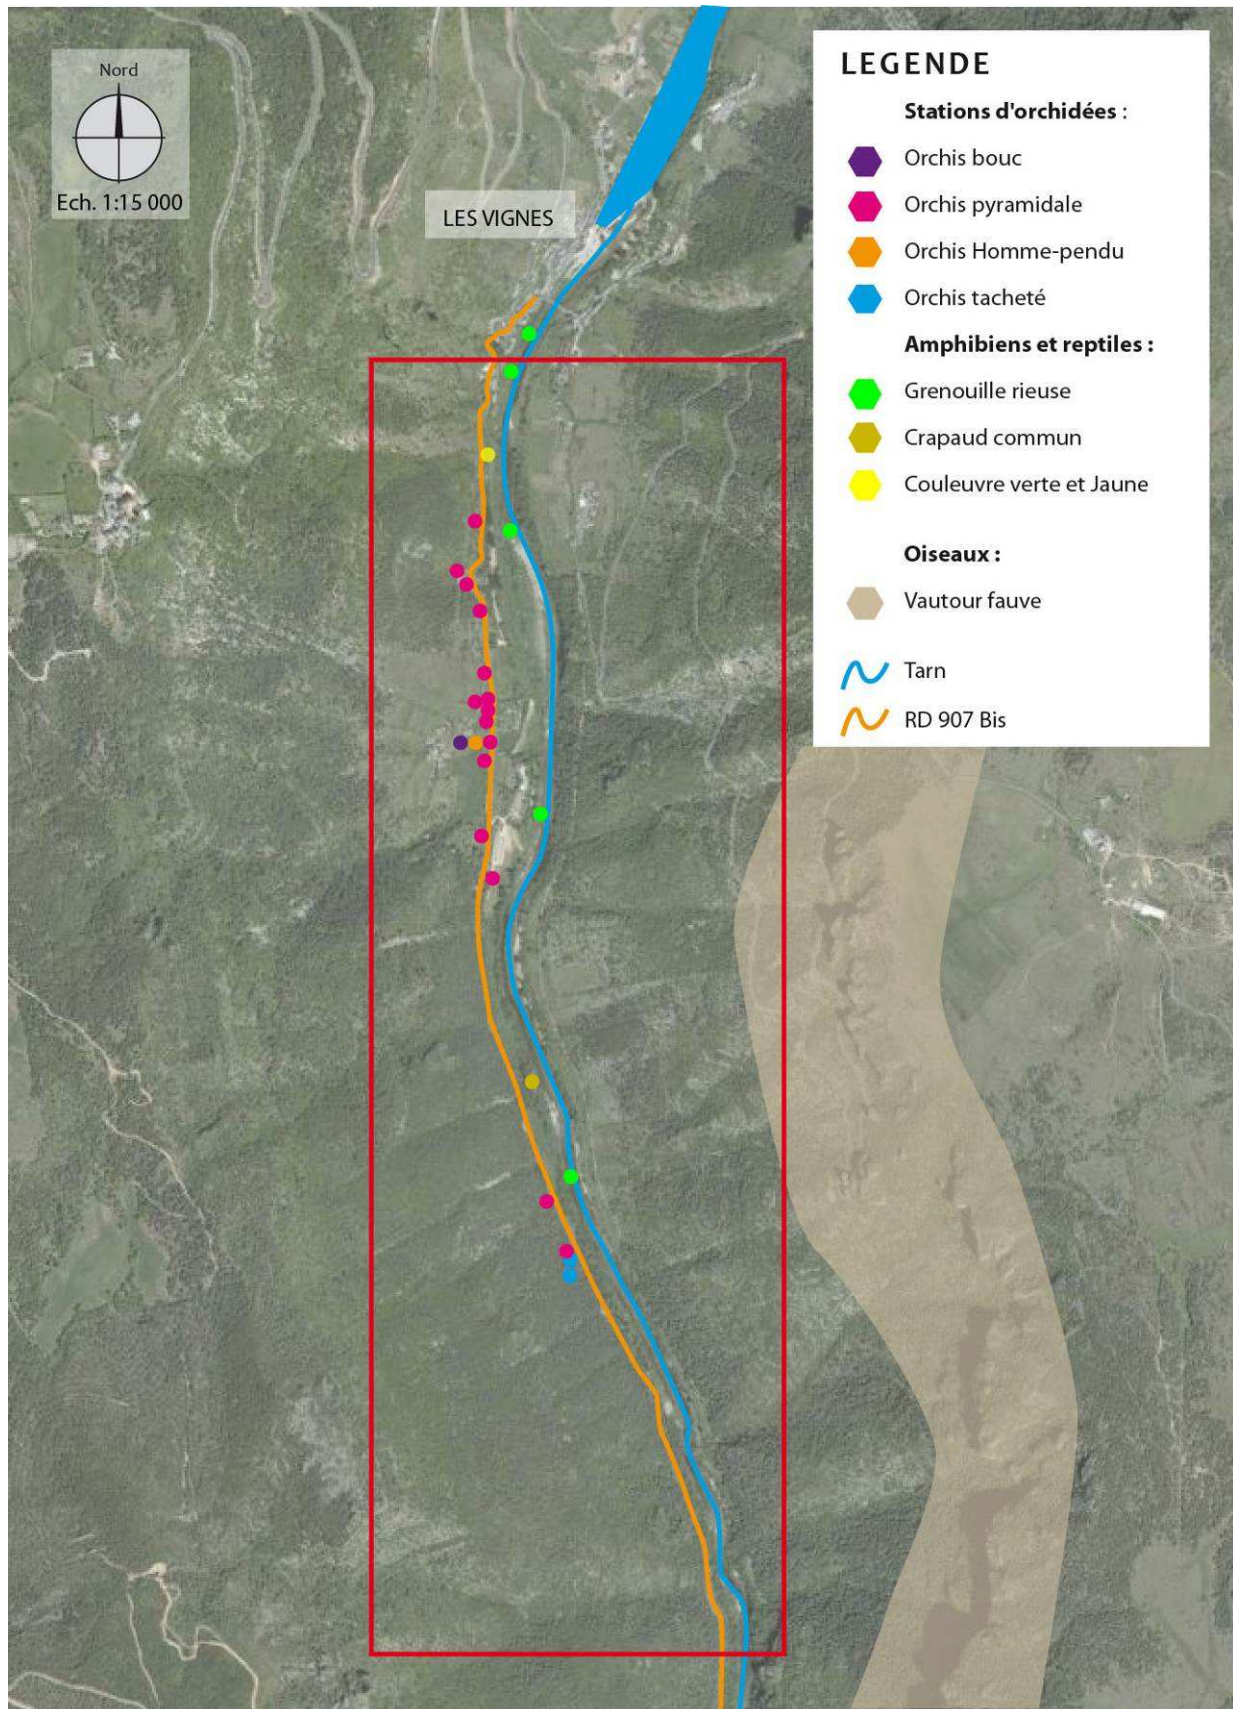 Nord
Ech. 1:15 000
LES VIGNES
LEGENDE
Stations d'orchidées :
Orchis bouc
Orchis pyramidale
Orchis Homme-pendu
Orchis tacheté
Amphibiens et reptiles :
Grenouille rieuse
Crapaud commun
Couleuvre verte et Jaune
Oiseaux :
Vautour fauve
Tarn
RD 907 Bis